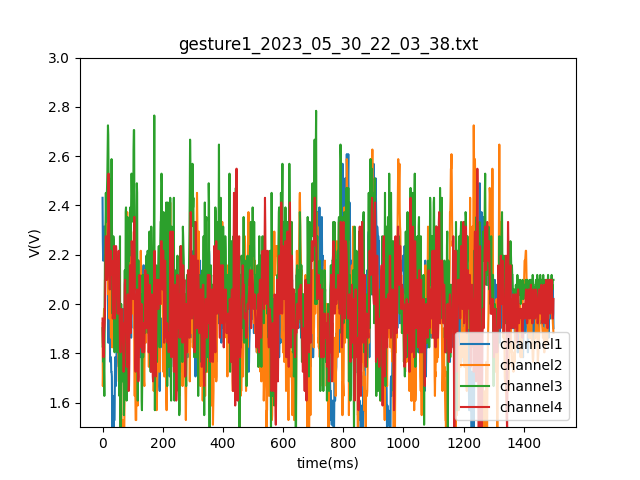 gesture1_2023_05_30_22_03_38.txt
3.0
2.8
2.6
2.4
2.2
2.0
1.8
1.6
V(V)
channel1
channel2
channel3
channel4
0 200 400 600 800 1000 1200 1400
time(ms)